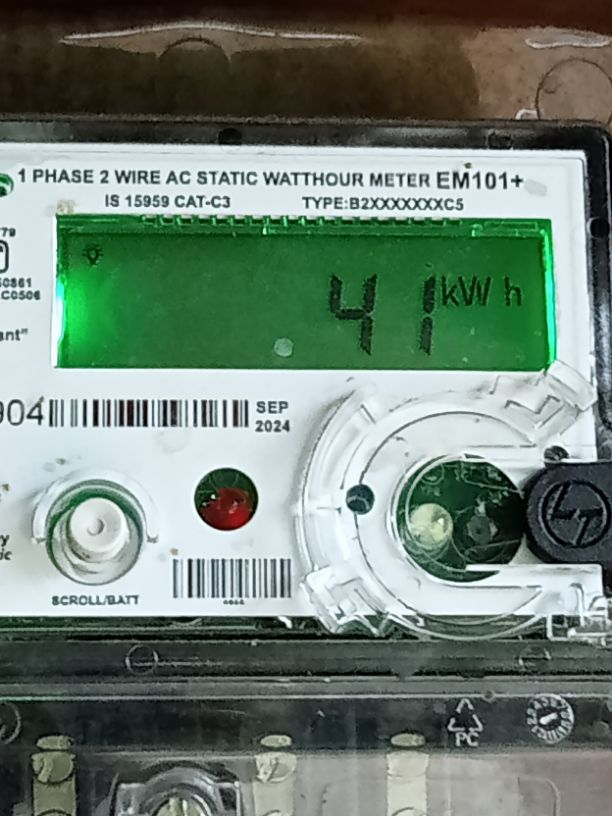 1 PHASE 2 WIRE AC STATIC WATTHOUR METER EM101+
IS 15959 CAT-C3 TYPE:B2XXXXXXXC5
41 kWh
904
SEP
2024
SCROLL/BATT
PC